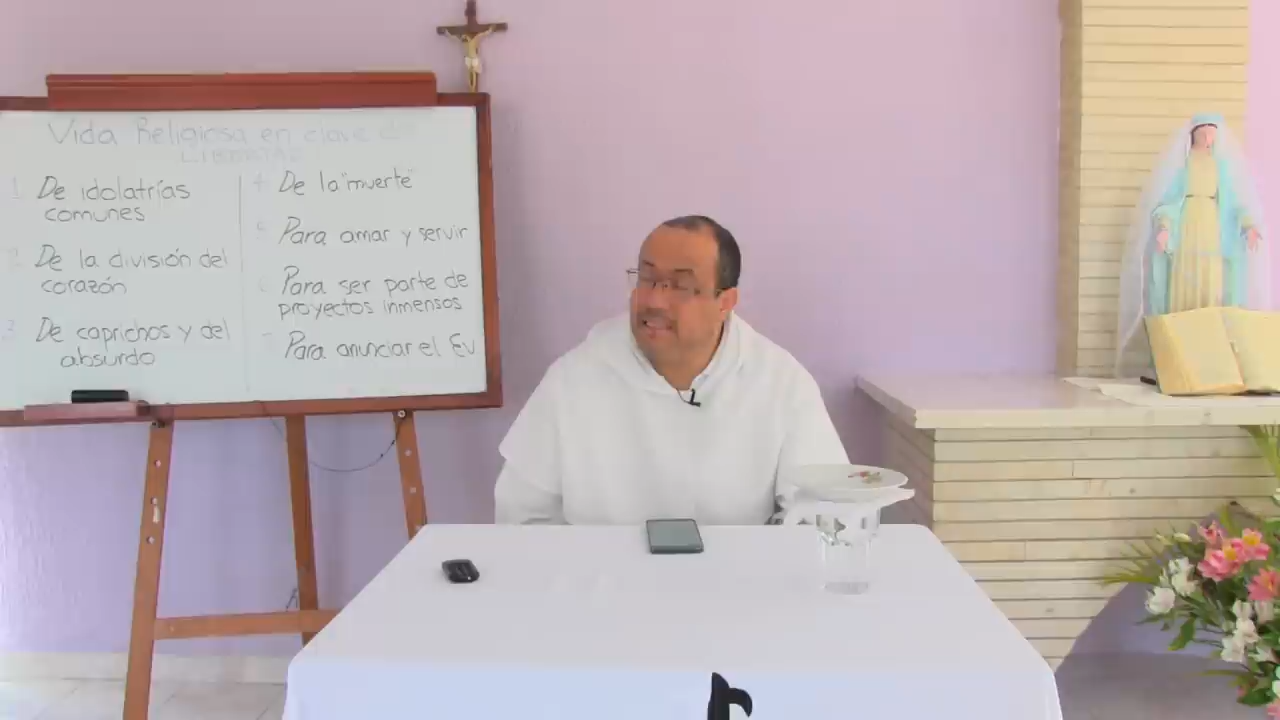 Vida Religiosa en clave de
LIBERTAD
1. De idolatrías
comunes
2. De la división del
corazón
3. De caprichos y del
absurdo
4. De la "muerte"
5. Para amar y servir
6. Para ser parte de
proyectos inmensos
7. Para anunciar el Ev